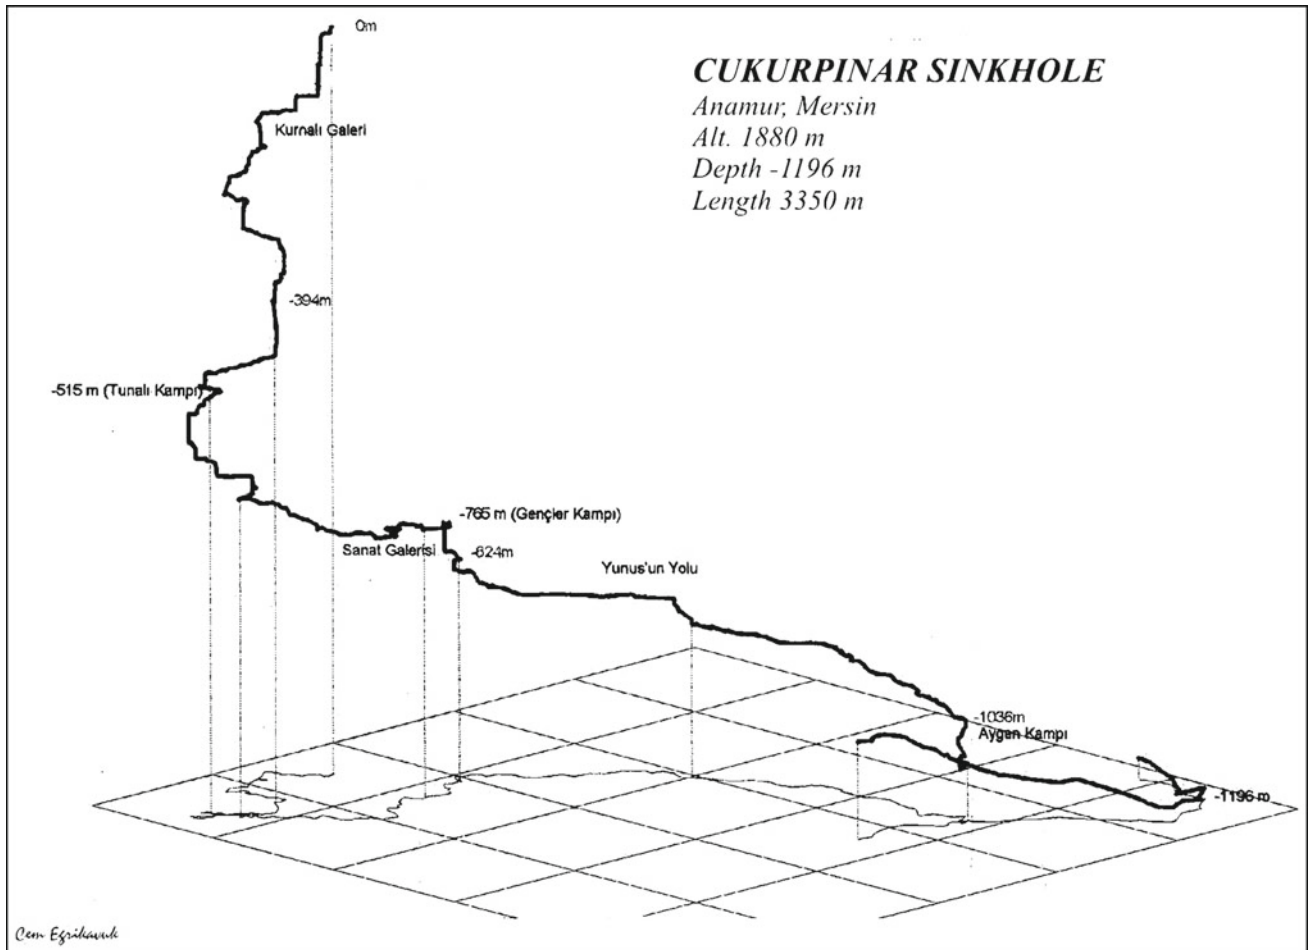 0m
CUKURPINAR SINKHOLE
Anamur, Mersin
Alt. 1880 m
Depth -1196 m
Length 3350 m
Kurnalı Galeri
-394m
-515 m (Tunalı Kampı)
-765 m (Gençler Kampı)
Sanat Galerisi
-824m
Yunus'un Yolu
-1036m
Aygen Kampı
-1196 m
Cem Egrikavuk